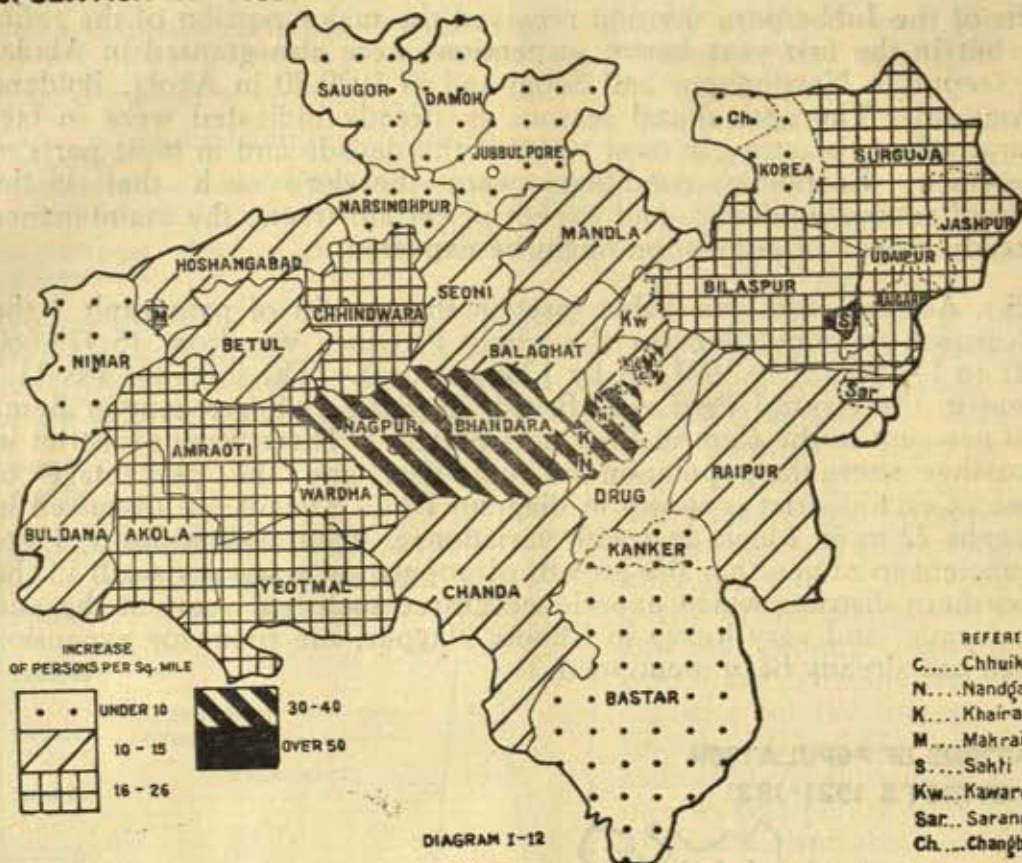 SAUGOR
DAMOH
JUBBULPORE
Ch.
KOREA
SURGUJA
NARSINGHPUR
MANDLA
JASHPUR
HOSHANGABAD
UDAIPUR
SEONI
BILASPUR
CHHINDWARA
M
Kw
S
BETUL
NIMAR
BALAGHAT
Sar
NAGPUR
BHANDARA
AMRAOTI
K
N
RAIPUR
WARDHA
DRUG
BULDANA
AKOLA
KANKER
YEOTMAL
CHANDA
BASTAR
INCREASE
OF PERSONS PER Sq. MILE
UNDER 10
10 - 15
16 - 26
30 - 40
OVER 50
REFERE
C.... Chhuik
N.... Nandga
K.... Khaira
M.... Makrai
S.... Sakti
Kw... Kawar
Sar... Saran
Ch... Changb
DIAGRAM I-12